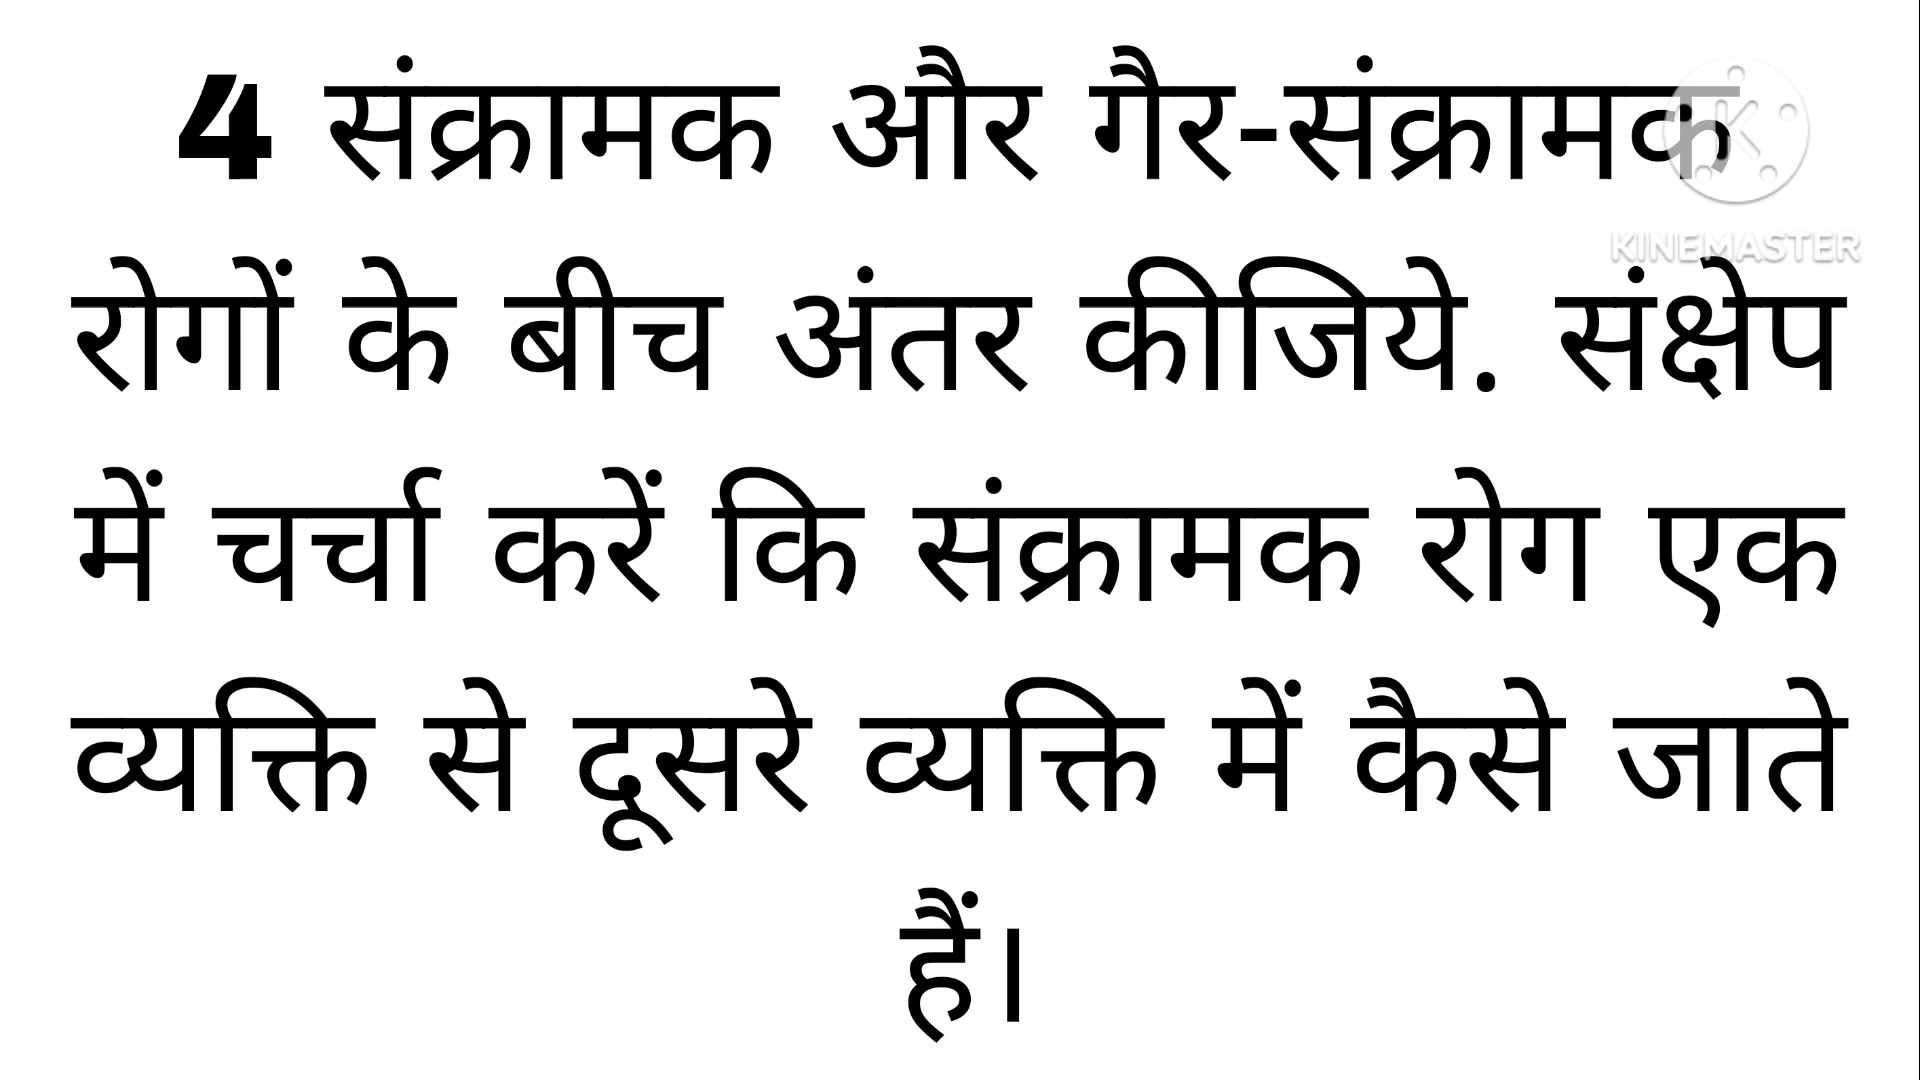 4 संक्रामक और गैर-संक्रामक
रोगों के बीच अंतर कीजिये. संक्षेप
में चर्चा करें कि संक्रामक रोग एक
व्यक्ति से दूसरे व्यक्ति में कैसे जाते
हैं।
KINEMASTER